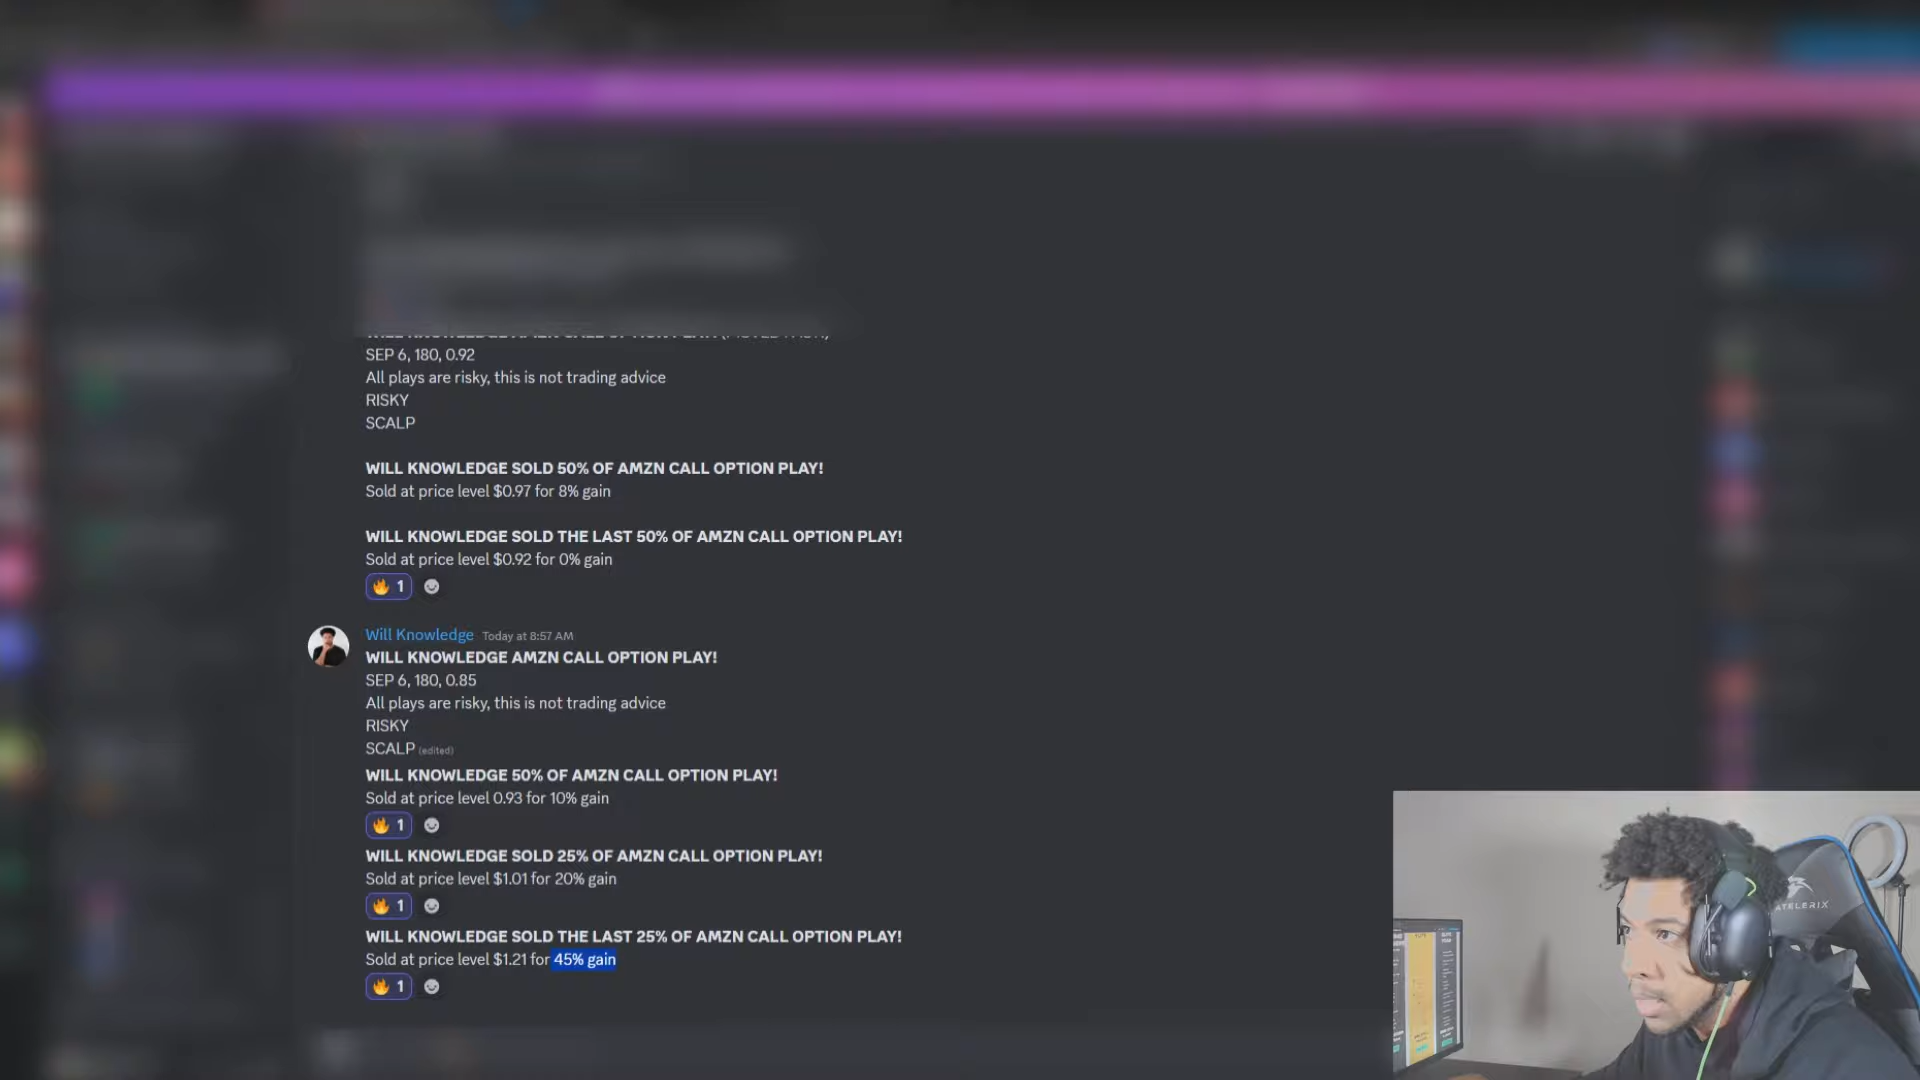 SEP 6, 180, 0.92
All plays are risky, this is not trading advice
RISKY
SCALP
WILL KNOWLEDGE SOLD 50% OF AMZN CALL OPTION PLAY!
Sold at price level $0.97 for 8% gain
WILL KNOWLEDGE SOLD THE LAST 50% OF AMZN CALL OPTION PLAY!
Sold at price level $0.92 for 0% gain
🔥 1
Will Knowledge Today at 8:57 AM
WILL KNOWLEDGE AMZN CALL OPTION PLAY!
SEP 6, 180, 0.85
All plays are risky, this is not trading advice
RISKY
SCALP (edited)
WILL KNOWLEDGE 50% OF AMZN CALL OPTION PLAY!
Sold at price level 0.93 for 10% gain
🔥 1
WILL KNOWLEDGE SOLD 25% OF AMZN CALL OPTION PLAY!
Sold at price level $1.01 for 20% gain
🔥 1
WILL KNOWLEDGE SOLD THE LAST 25% OF AMZN CALL OPTION PLAY!
Sold at price level $1.21 for 45% gain
🔥 1
ATELERIX